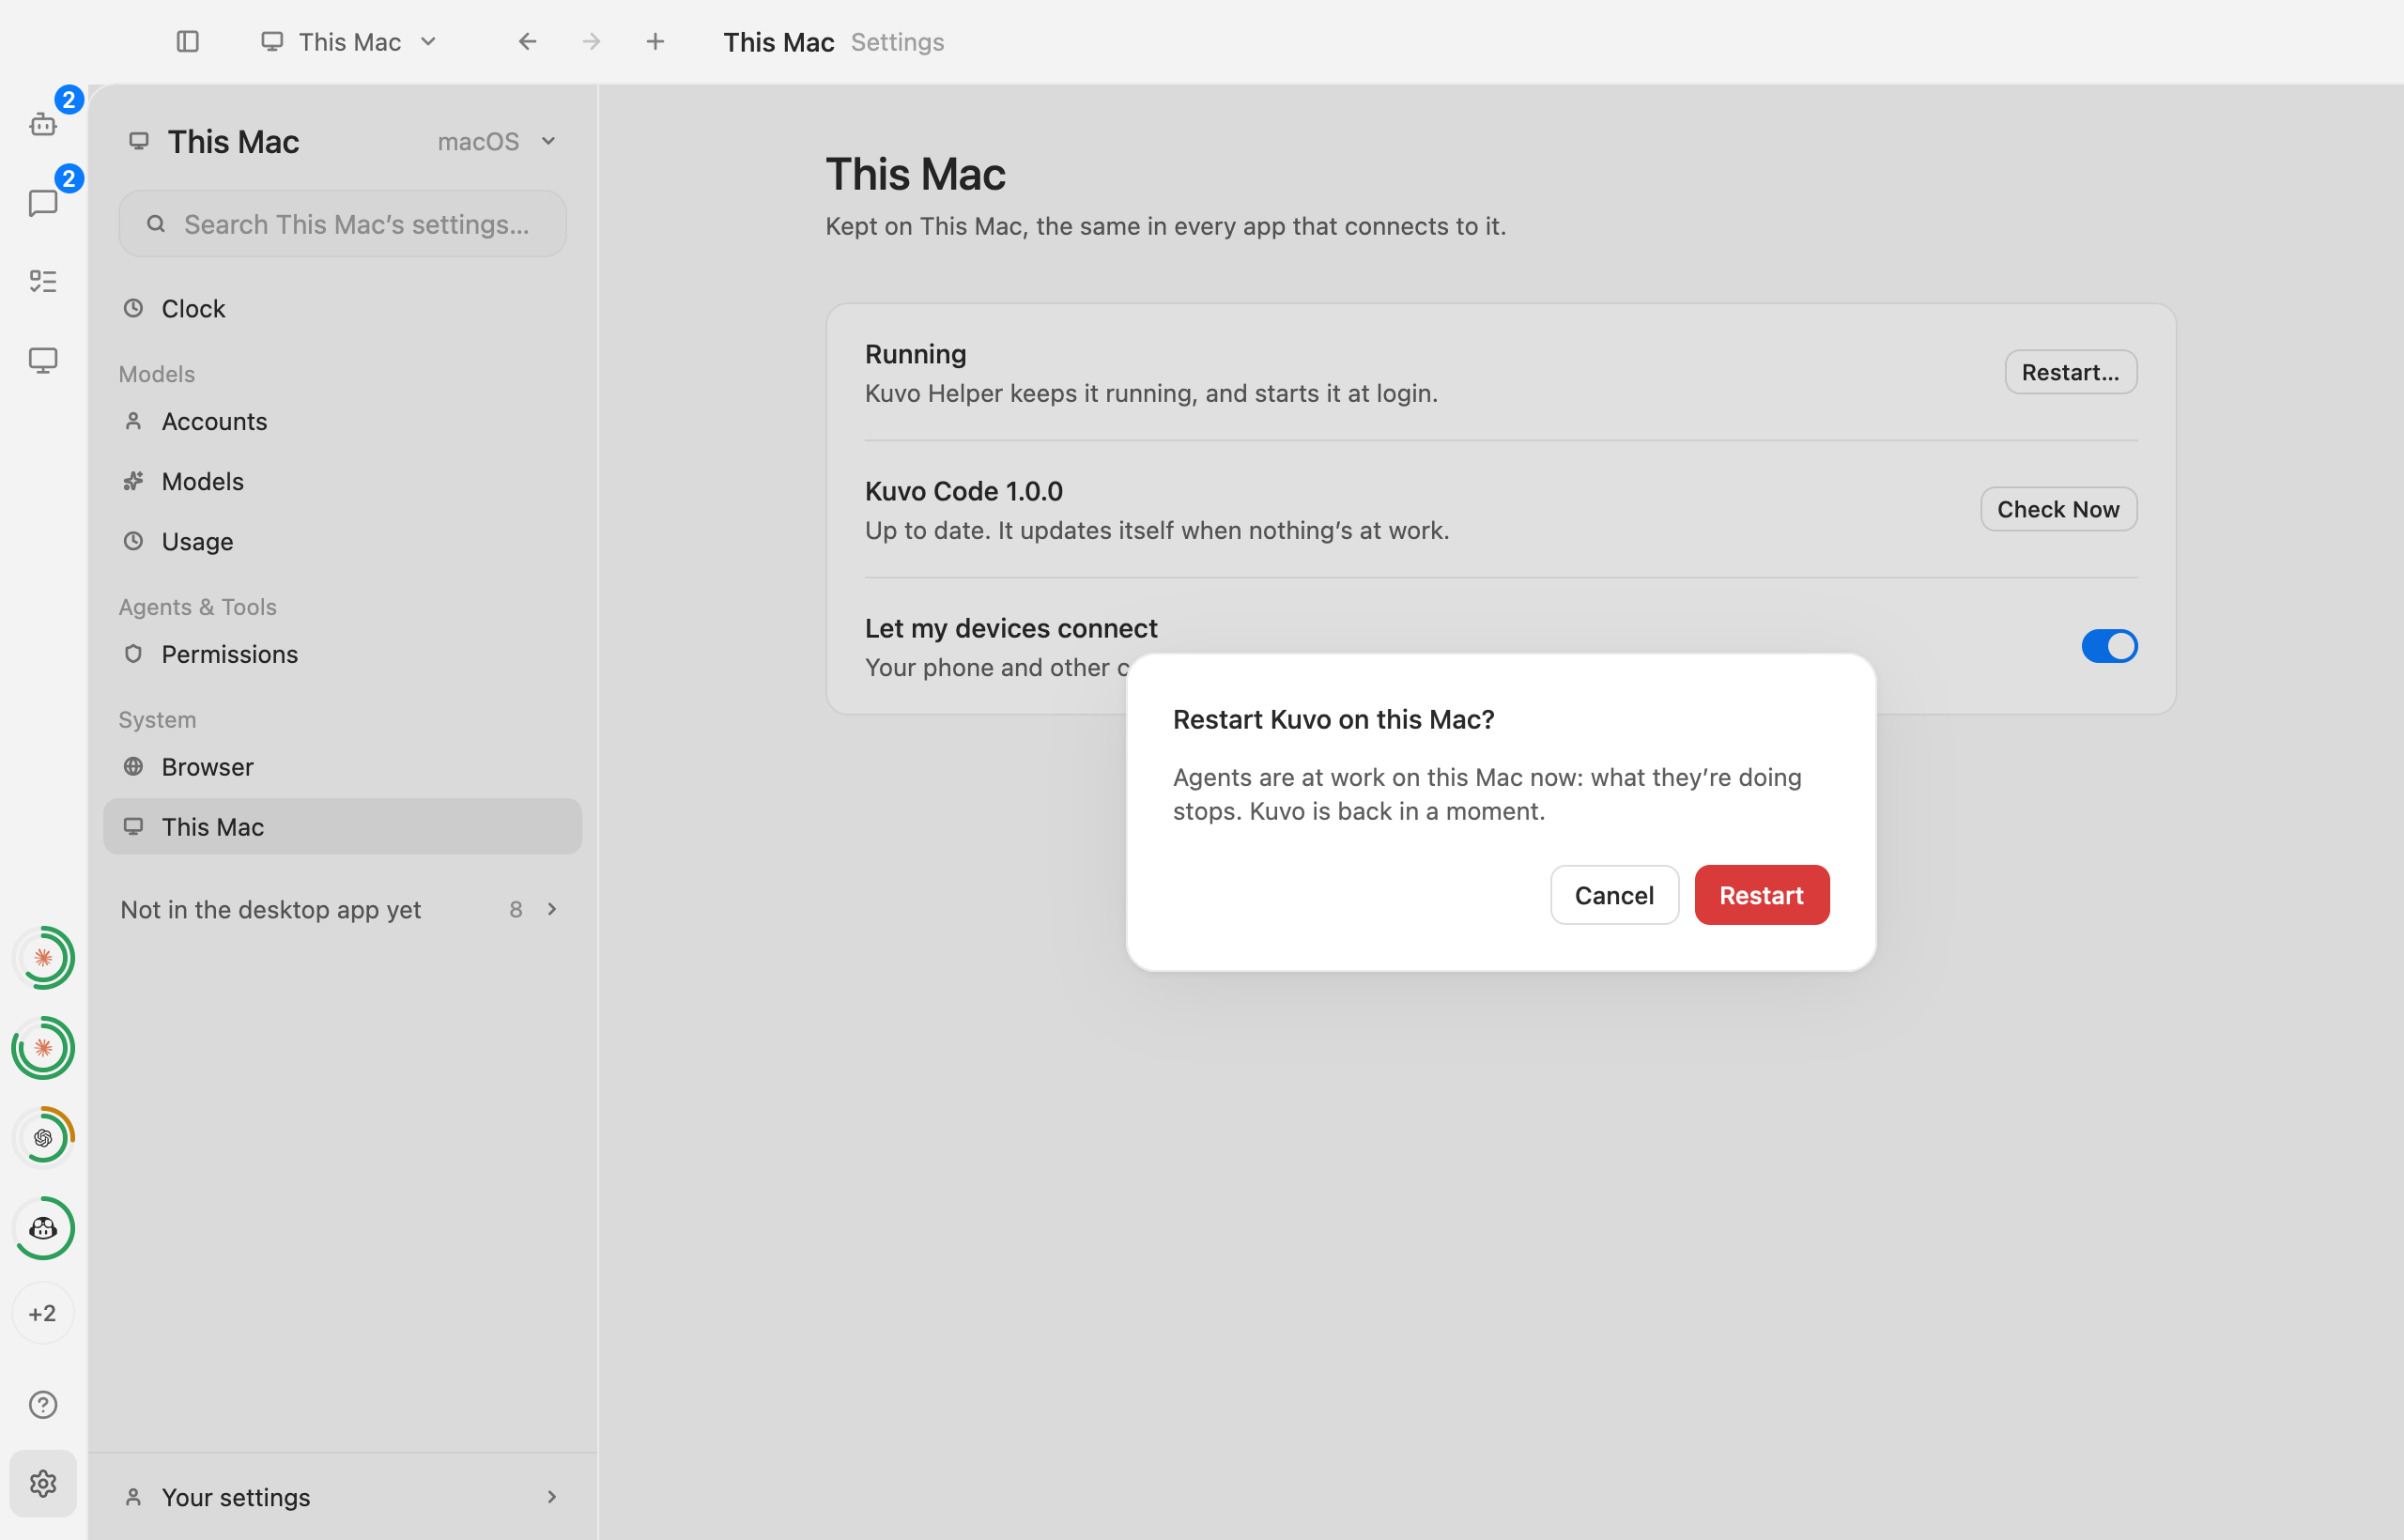 This Mac
This Mac Settings
2
2
This Mac macOS
Search This Mac’s settings...
Clock
Models
Accounts
Models
Usage
Agents & Tools
Permissions
System
Browser
This Mac
Not in the desktop app yet 8
+2
Your settings
This Mac
Kept on This Mac, the same in every app that connects to it.
Running
Kuvo Helper keeps it running, and starts it at login.
Restart...
Kuvo Code 1.0.0
Up to date. It updates itself when nothing’s at work.
Check Now
Let my devices connect
Your phone and other
Restart Kuvo on this Mac?
Agents are at work on this Mac now: what they’re doing
stops. Kuvo is back in a moment.
Cancel
Restart